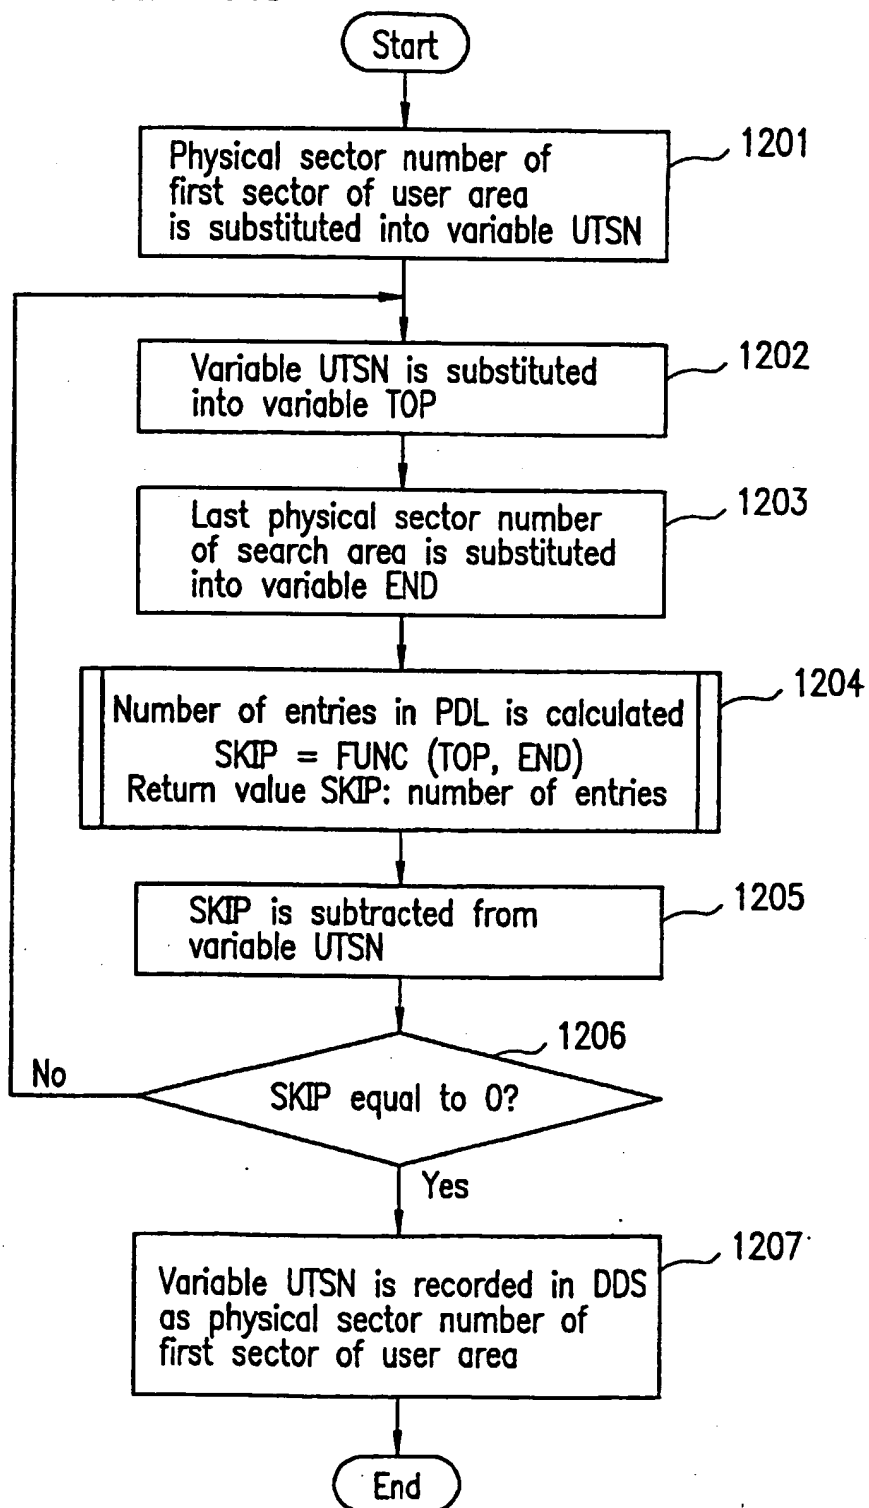 Start
1201
Physical sector number of
first sector of user area
is substituted into variable UTSN
1202
Variable UTSN is substituted
into variable TOP
1203
Last physical sector number
of search area is substituted
into variable END
1204
Number of entries in PDL is calculated
SKIP = FUNC (TOP, END)
Return value SKIP: number of entries
1205
SKIP is subtracted from
variable UTSN
1206
No
SKIP equal to 0?
Yes
1207
Variable UTSN is recorded in DDS
as physical sector number of
first sector of user area
End